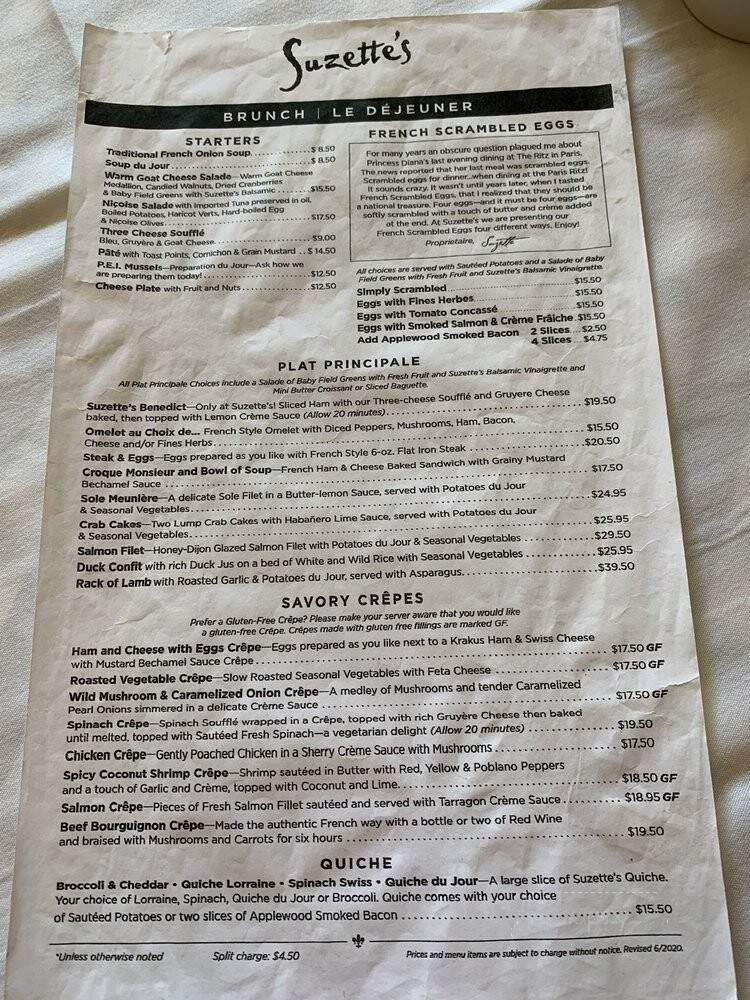 Suzette's
BRUNCH | LE DÉJEUNER
STARTERS
Traditional French Onion Soup. . . . . . . . . . . . . $ 8.50
Soup du Jour . . . . . . . . . . . . . . . . . . . . . . . . . . $ 8.50
Warm Goat Cheese Salade—Warm Goat Cheese
Medallion, Candied Walnuts, Dried Cranberries
& Baby Field Greens with Suzette's Balsamic . . . . . . . $15.50
Niçoise Salade with Imported Tuna preserved in oil,
Boiled Potatoes, Haricot Verts, Hard-boiled Egg
& Niçoise Olives . . . . . . . . . . . . . . . . . . . . . . . . . $17.50
Three Cheese Soufflé
Bleu, Gruyère & Goat Cheese. . . . . . . . . . . . . . . . . $9.00
Pâté with Toast Points, Cornichon & Grain Mustard . . $ 14.50
P.E.I. Mussels—Preparation du Jour—Ask how we
are preparing them today! . . . . . . . . . . . . . . . . . . $12.50
Cheese Plate with Fruit and Nuts . . . . . . . . . . . . . $12.50
FRENCH SCRAMBLED EGGS
For many years an obscure question plagued me about
Princess Diana's last evening dining at The Ritz in Paris.
The news reported that her last meal was scrambled eggs.
Scrambled eggs for dinner...when dining at the Paris Ritz!
It sounds crazy. It wasn't until years later, when I tasted
French Scrambled Eggs, that I realized that they should be
a national treasure. Four eggs—and it must be four eggs—are
softly scrambled with a touch of butter and crème added
at the end. At Suzette's we are presenting our
French Scrambled Eggs four different ways. Enjoy!
Proprietaire, Suzette
All choices are served with Sautéed Potatoes and a Salade of Baby
Field Greens with Fresh Fruit and Suzette's Balsamic Vinaigrette.
Simply Scrambled $15.50
Eggs with Fines Herbes $15.50
Eggs with Tomato Concassé $15.50
Eggs with Smoked Salmon & Crème Fraîche . $15.50
Add Applewood Smoked Bacon 2 Slices . . . $2.50
4 Slices . . . $4.75
PLAT PRINCIPALE
All Plat Principale Choices include a Salade of Baby Field Greens with Fresh Fruit and Suzette's Balsamic Vinaigrette and
Mini Butter Croissant or Sliced Baguette.
Suzette's Benedict—Only at Suzette's! Sliced Ham with our Three-cheese Soufflé and Gruyere Cheese
baked, then topped with Lemon Crème Sauce (Allow 20 minutes) . . . . . . . . . . . . . . . . . . . . . . . . . . $19.50
Omelet au Choix de... French Style Omelet with Diced Peppers, Mushrooms, Ham, Bacon,
Cheese and/or Fines Herbs . . . . . . . . . . . . . . . . . . . . . . . . . . . . . . . . . . . . . . . . . . . . . . $15.50
Steak & Eggs—Eggs prepared as you like with French Style 6-oz. Flat Iron Steak . . . . . . . . . . . . . . . $20.50
Croque Monsieur and Bowl of Soup—French Ham & Cheese Baked Sandwich with Grainy Mustard
Bechamel Sauce . . . . . . . . . . . . . . . . . . . . . . . . . . . . . . . . . . . . . . . . . . . . . . . . . . . . . $17.50
Sole Meunière—A delicate Sole Filet in a Butter-lemon Sauce, served with Potatoes du Jour
& Seasonal Vegetables . . . . . . . . . . . . . . . . . . . . . . . . . . . . . . . . . . . . . . . . . . . . . . . . . $24.95
Crab Cakes—Two Lump Crab Cakes with Habañero Lime Sauce, served with Potatoes du Jour
& Seasonal Vegetables . . . . . . . . . . . . . . . . . . . . . . . . . . . . . . . . . . . . . . . . . . . . . . . . . $25.95
Salmon Filet—Honey-Dijon Glazed Salmon Filet with Potatoes du Jour & Seasonal Vegetables . . . . . . . . . . $29.50
Duck Confit with rich Duck Jus on a bed of White and Wild Rice with Seasonal Vegetables . . . . . . . . . . . $25.95
Rack of Lamb with Roasted Garlic & Potatoes du Jour, served with Asparagus. . . . . . . . . . . . . . . . . . . $39.50
SAVORY CRÊPES
Prefer a Gluten-Free Crêpe? Please make your server aware that you would like
a gluten-free Crêpe. Crêpes made with gluten free fillings are marked GF.
Ham and Cheese with Eggs Crêpe—Eggs prepared as you like next to a Krakus Ham & Swiss Cheese
with Mustard Bechamel Sauce Crêpe . . . . . . . . . . . . . . . . . . . . . . . . . . . . . . . . . . . . . . . $17.50 GF
Roasted Vegetable Crêpe—Slow Roasted Seasonal Vegetables with Feta Cheese . . . . . . . . . . . . . . . . $17.50 GF
Wild Mushroom & Caramelized Onion Crêpe—A medley of Mushrooms and tender Caramelized
Pearl Onions simmered in a delicate Crème Sauce . . . . . . . . . . . . . . . . . . . . . . . . . . . . . . $17.50 GF
Spinach Crêpe—Spinach Soufflé wrapped in a Crêpe, topped with rich Gruyère Cheese then baked
until melted, topped with Sautéed Fresh Spinach—a vegetarian delight (Allow 20 minutes) . . . . . . . . . . $19.50
Chicken Crêpe—Gently Poached Chicken in a Sherry Crème Sauce with Mushrooms . . . . . . . . . . . . . . . $17.50
Spicy Coconut Shrimp Crêpe—Shrimp sautéed in Butter with Red, Yellow & Poblano Peppers
and a touch of Garlic and Crème, topped with Coconut and Lime. . . . . . . . . . . . . . . . . . . . . . . $18.50 GF
Salmon Crêpe—Pieces of Fresh Salmon Fillet sautéed and served with Tarragon Crème Sauce . . . . . . . . . $18.95 GF
Beef Bourguignon Crêpe—Made the authentic French way with a bottle or two of Red Wine
and braised with Mushrooms and Carrots for six hours . . . . . . . . . . . . . . . . . . . . . . . . . . . . . $19.50
QUICHE
Broccoli & Cheddar • Quiche Lorraine • Spinach Swiss • Quiche du Jour—A large slice of Suzette's Quiche.
Your choice of Lorraine, Spinach, Quiche du Jour or Broccoli. Quiche comes with your choice
of Sautéed Potatoes or two slices of Applewood Smoked Bacon . . . . . . . . . . . . . . . . . . . . . . . . . $15.50
*Unless otherwise noted Split charge: $4.50 Prices and menu items are subject to change without notice. Revised 6/2020.